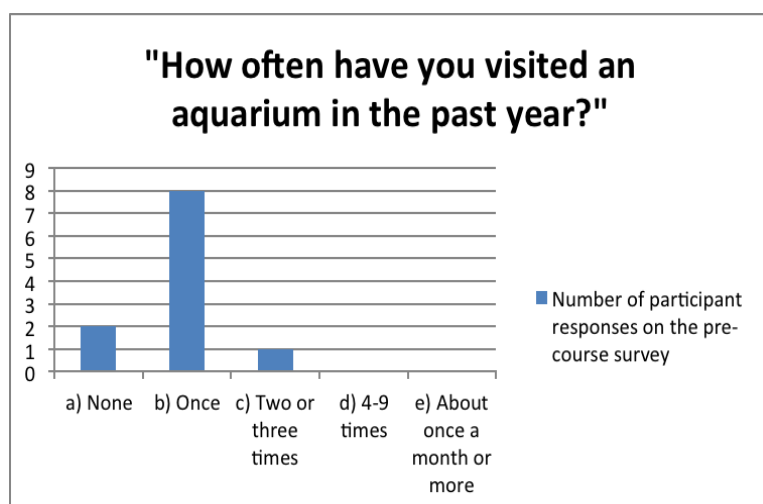 "How often have you visited an
aquarium in the past year?"
9
8
7
6
5
4
3
2
1
0
a) None
b) Once
c) Two or
three
times
d) 4-9
times
e) About
once a
month or
more
Number of participant
responses on the pre-
course survey